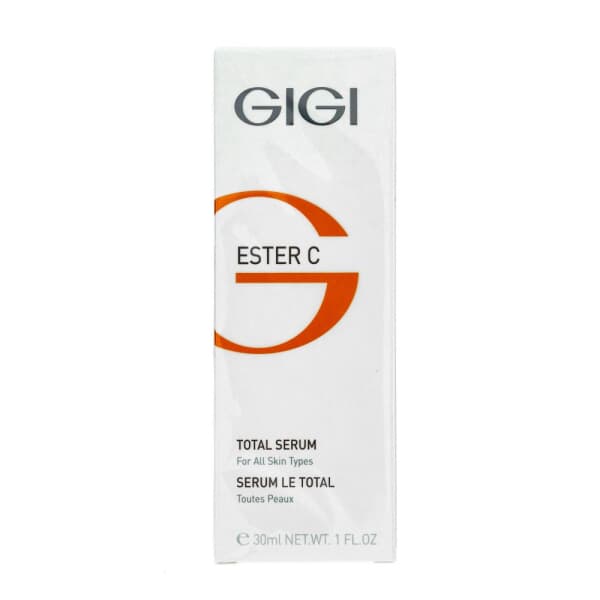 GIGI
ESTER C
TOTAL SERUM
For All Skin Types
SERUM LE TOTAL
Toutes Peaux
℮ 30ml NET.WT. 1 FL.OZ